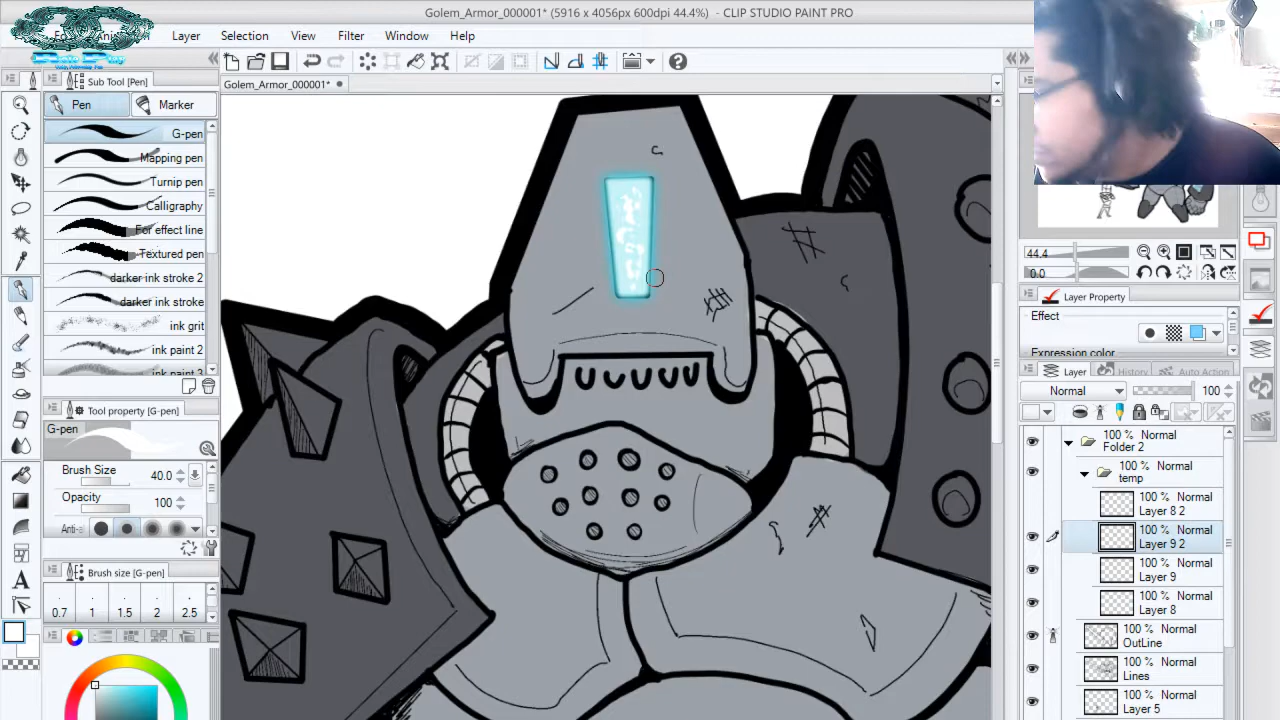 Golem_Armor_000001* (5916 x 4056px 600dpi 44.4%) - CLIP STUDIO PAINT PRO
Layer Selection View Filter Window Help
Golem_Armor_000001*
Sub Tool [Pen]
Pen Marker
G-pen
Mapping pen
Turnip pen
Calligraphy
For effect line
Textured pen
darker ink stroke 2
darker ink stroke
ink grit
ink paint 2
Tool property [G-pen]
G-pen
Brush Size 40.0
Opacity 100
Brush size [G-pen]
0.7 1 1.5 2 2.5
44.4
0.0
Layer Property
Effect
Expression color
Layer History Auto Action
Normal 100
100 % Normal
Folder 2
100 % Normal
temp
100 % Normal
Layer 8 2
100 % Normal
Layer 9 2
100 % Normal
Layer 9
100 % Normal
Layer 8
100 % Normal
OutLine
100 % Normal
Lines
100 % Normal
Layer 5